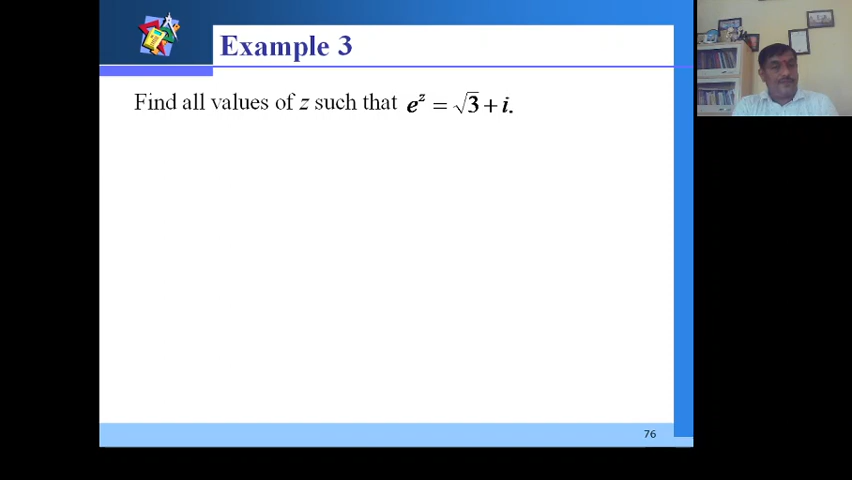 Example 3
Find all values of z such that e^z = √3 + i.
76